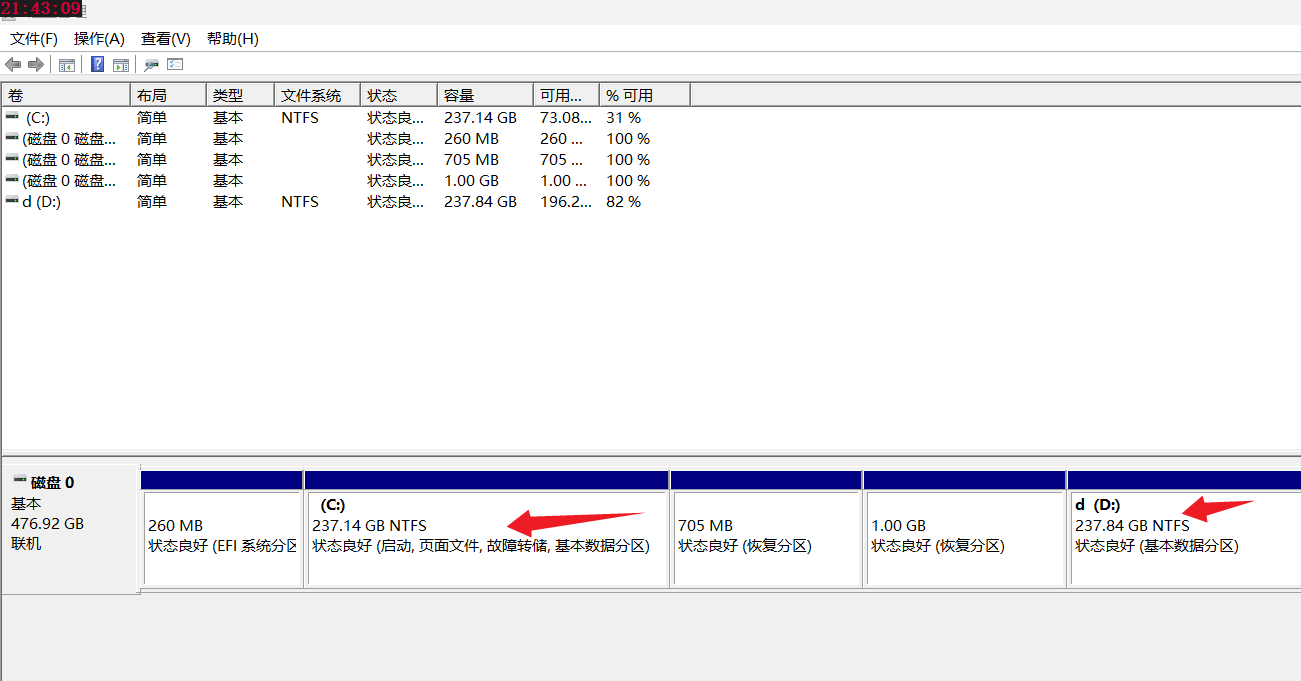 21:43:09理
文件(F) 操作(A) 查看(V) 帮助(H)
卷 布局 类型 文件系统 状态 容量 可用... % 可用
(C:) 简单 基本 NTFS 状态良... 237.14 GB 73.08... 31 %
(磁盘 0 磁盘... 简单 基本 状态良... 260 MB 260 ... 100 %
(磁盘 0 磁盘... 简单 基本 状态良... 705 MB 705 ... 100 %
(磁盘 0 磁盘... 简单 基本 状态良... 1.00 GB 1.00 ... 100 %
d (D:) 简单 基本 NTFS 状态良... 237.84 GB 196.2... 82 %
磁盘 0
基本
476.92 GB
联机
260 MB
状态良好 (EFI 系统分区
(C:)
237.14 GB NTFS
状态良好 (启动, 页面文件, 故障转储, 基本数据分区)
705 MB
状态良好 (恢复分区)
1.00 GB
状态良好 (恢复分区)
d (D:)
237.84 GB NTFS
状态良好 (基本数据分区)